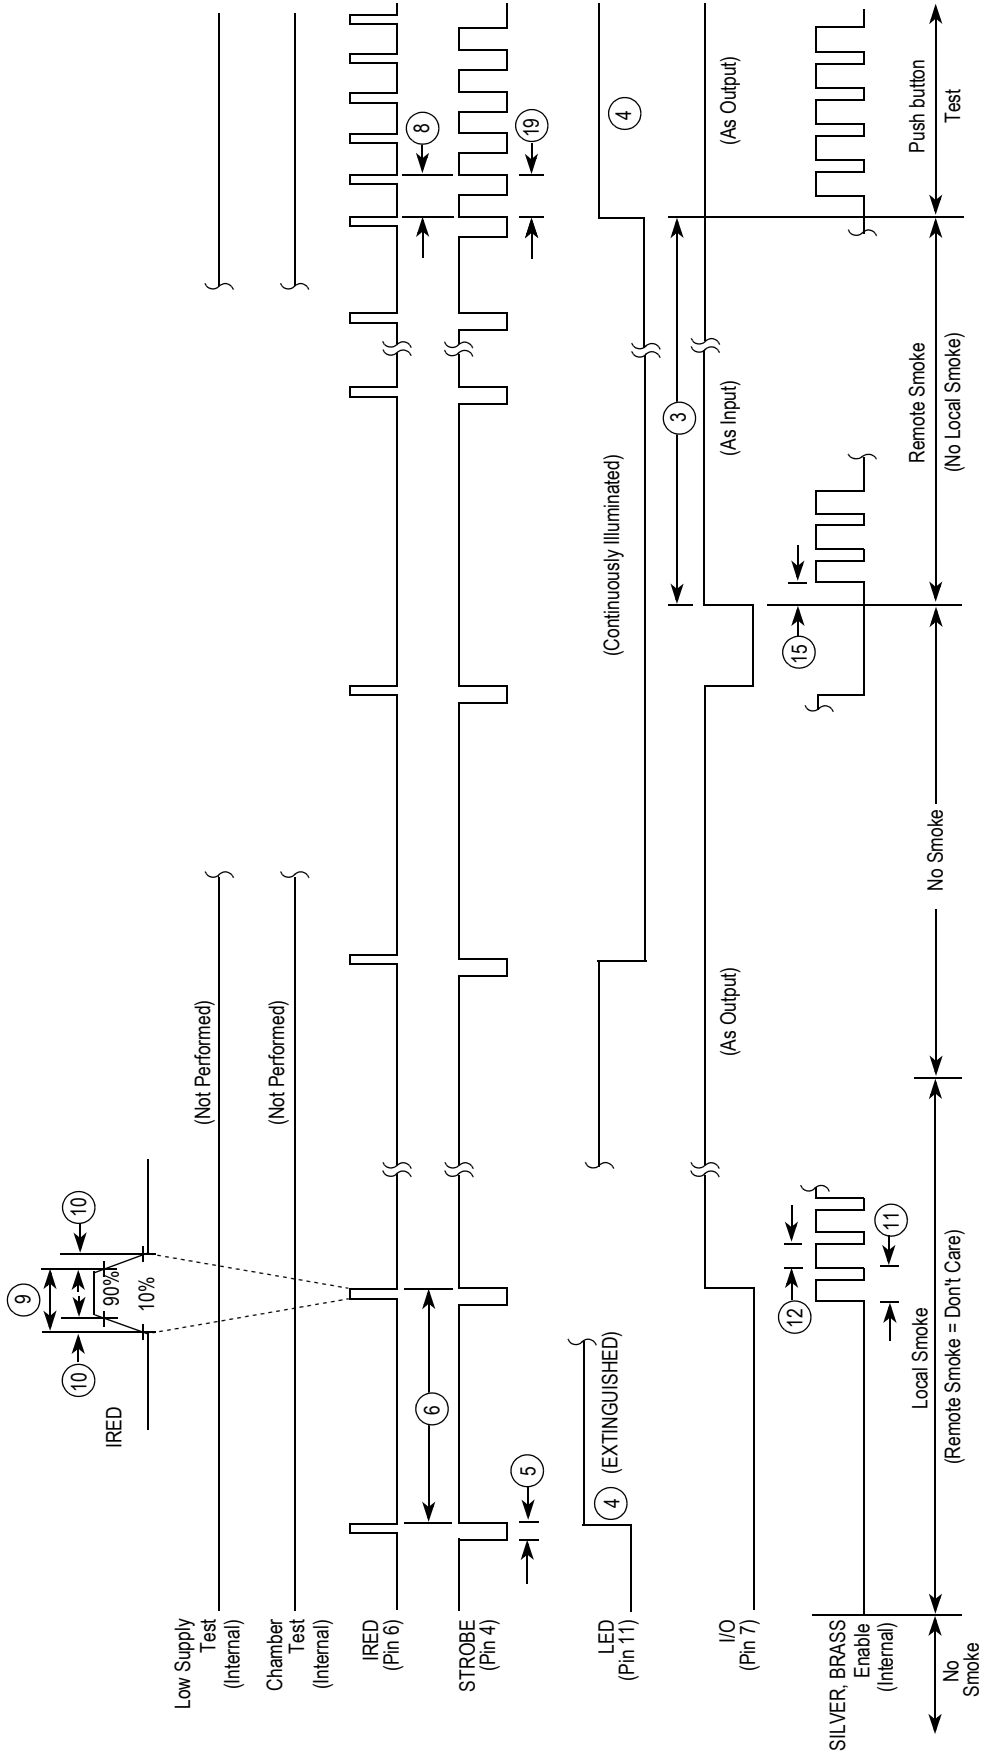 9
10
10
90%
10%
IRED
Low Supply
Test
(Internal)
(Not Performed)
Chamber
Test
(Internal)
(Not Performed)
IRED
(Pin 6)
6
8
STROBE
(Pin 4)
5
19
LED
(Pin 11)
4
(EXTINGUISHED)
(Continuously Illuminated)
4
3
I/O
(Pin 7)
(As Output)
(As Input)
(As Output)
12
11
15
SILVER, BRASS
Enable
(Internal)
No
Smoke
Local Smoke
(Remote Smoke = Don't Care)
No Smoke
Remote Smoke
(No Local Smoke)
Push button
Test